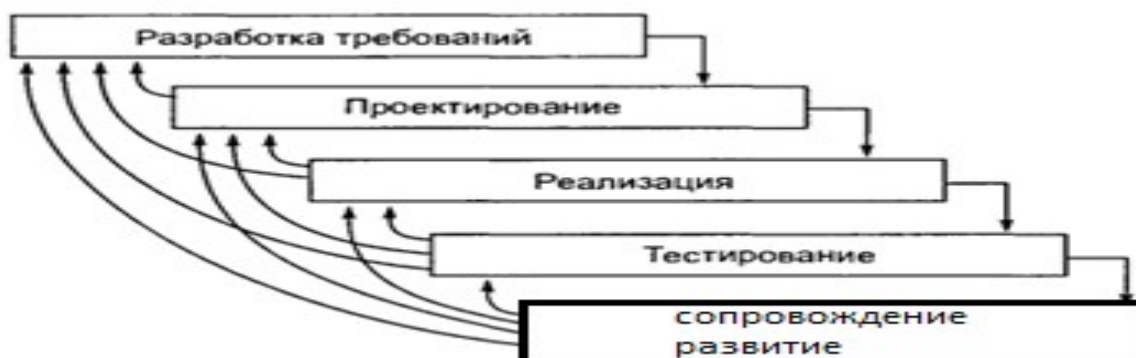 Разработка требований
Проектирование
Реализация
Тестирование
сопровождение
развитие